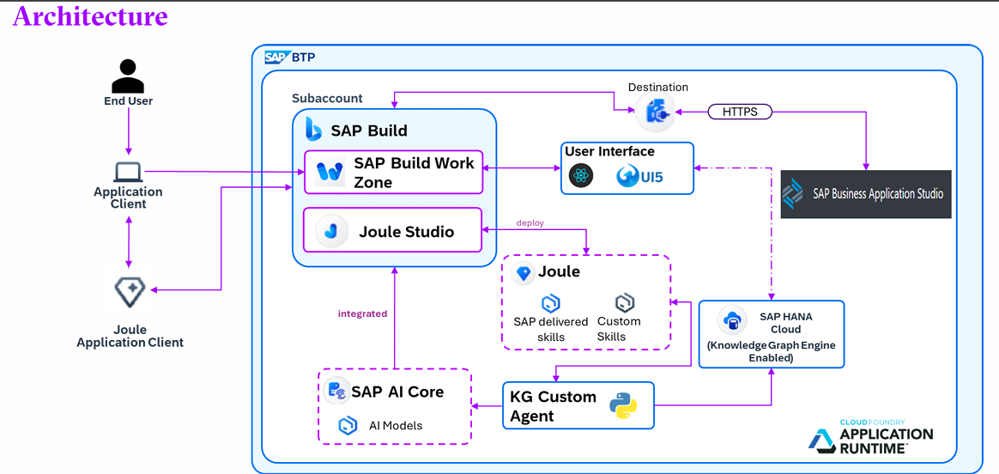 Architecture
SAP BTP
End User
Subaccount
Destination
SAP Build
HTTPS
SAP Build Work
Zone
User Interface
UI5
SAP Business Application Studio
Application
Client
Joule Studio
deploy
Joule
SAP delivered
skills
Custom
Skills
integrated
SAP HANA
Cloud
(Knowledge Graph Engine
Enabled)
Joule
Application Client
SAP AI Core
AI Models
KG Custom
Agent
CLOUD FOUNDRY
APPLICATION
RUNTIME™